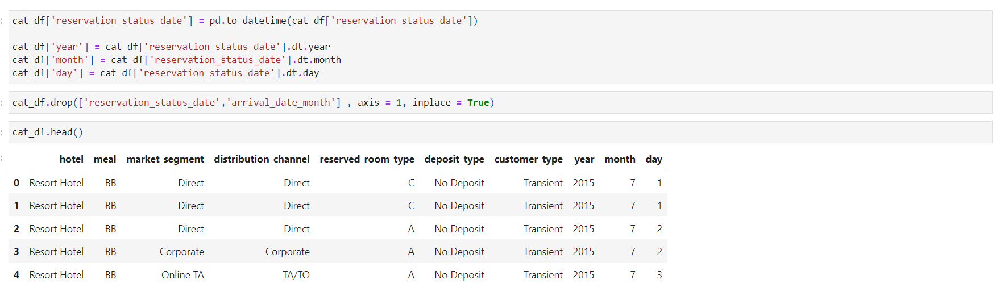 cat_df['reservation_status_date'] = pd.to_datetime(cat_df['reservation_status_date'])
cat_df['year'] = cat_df['reservation_status_date'].dt.year
cat_df['month'] = cat_df['reservation_status_date'].dt.month
cat_df['day'] = cat_df['reservation_status_date'].dt.day
cat_df.drop(['reservation_status_date','arrival_date_month'] , axis = 1, inplace = True)
cat_df.head()
hotel meal market_segment distribution_channel reserved_room_type deposit_type customer_type year month day
0 Resort Hotel BB Direct Direct C No Deposit Transient 2015 7 1
1 Resort Hotel BB Direct Direct C No Deposit Transient 2015 7 1
2 Resort Hotel BB Direct Direct A No Deposit Transient 2015 7 2
3 Resort Hotel BB Corporate Corporate A No Deposit Transient 2015 7 2
4 Resort Hotel BB Online TA TA/TO A No Deposit Transient 2015 7 3